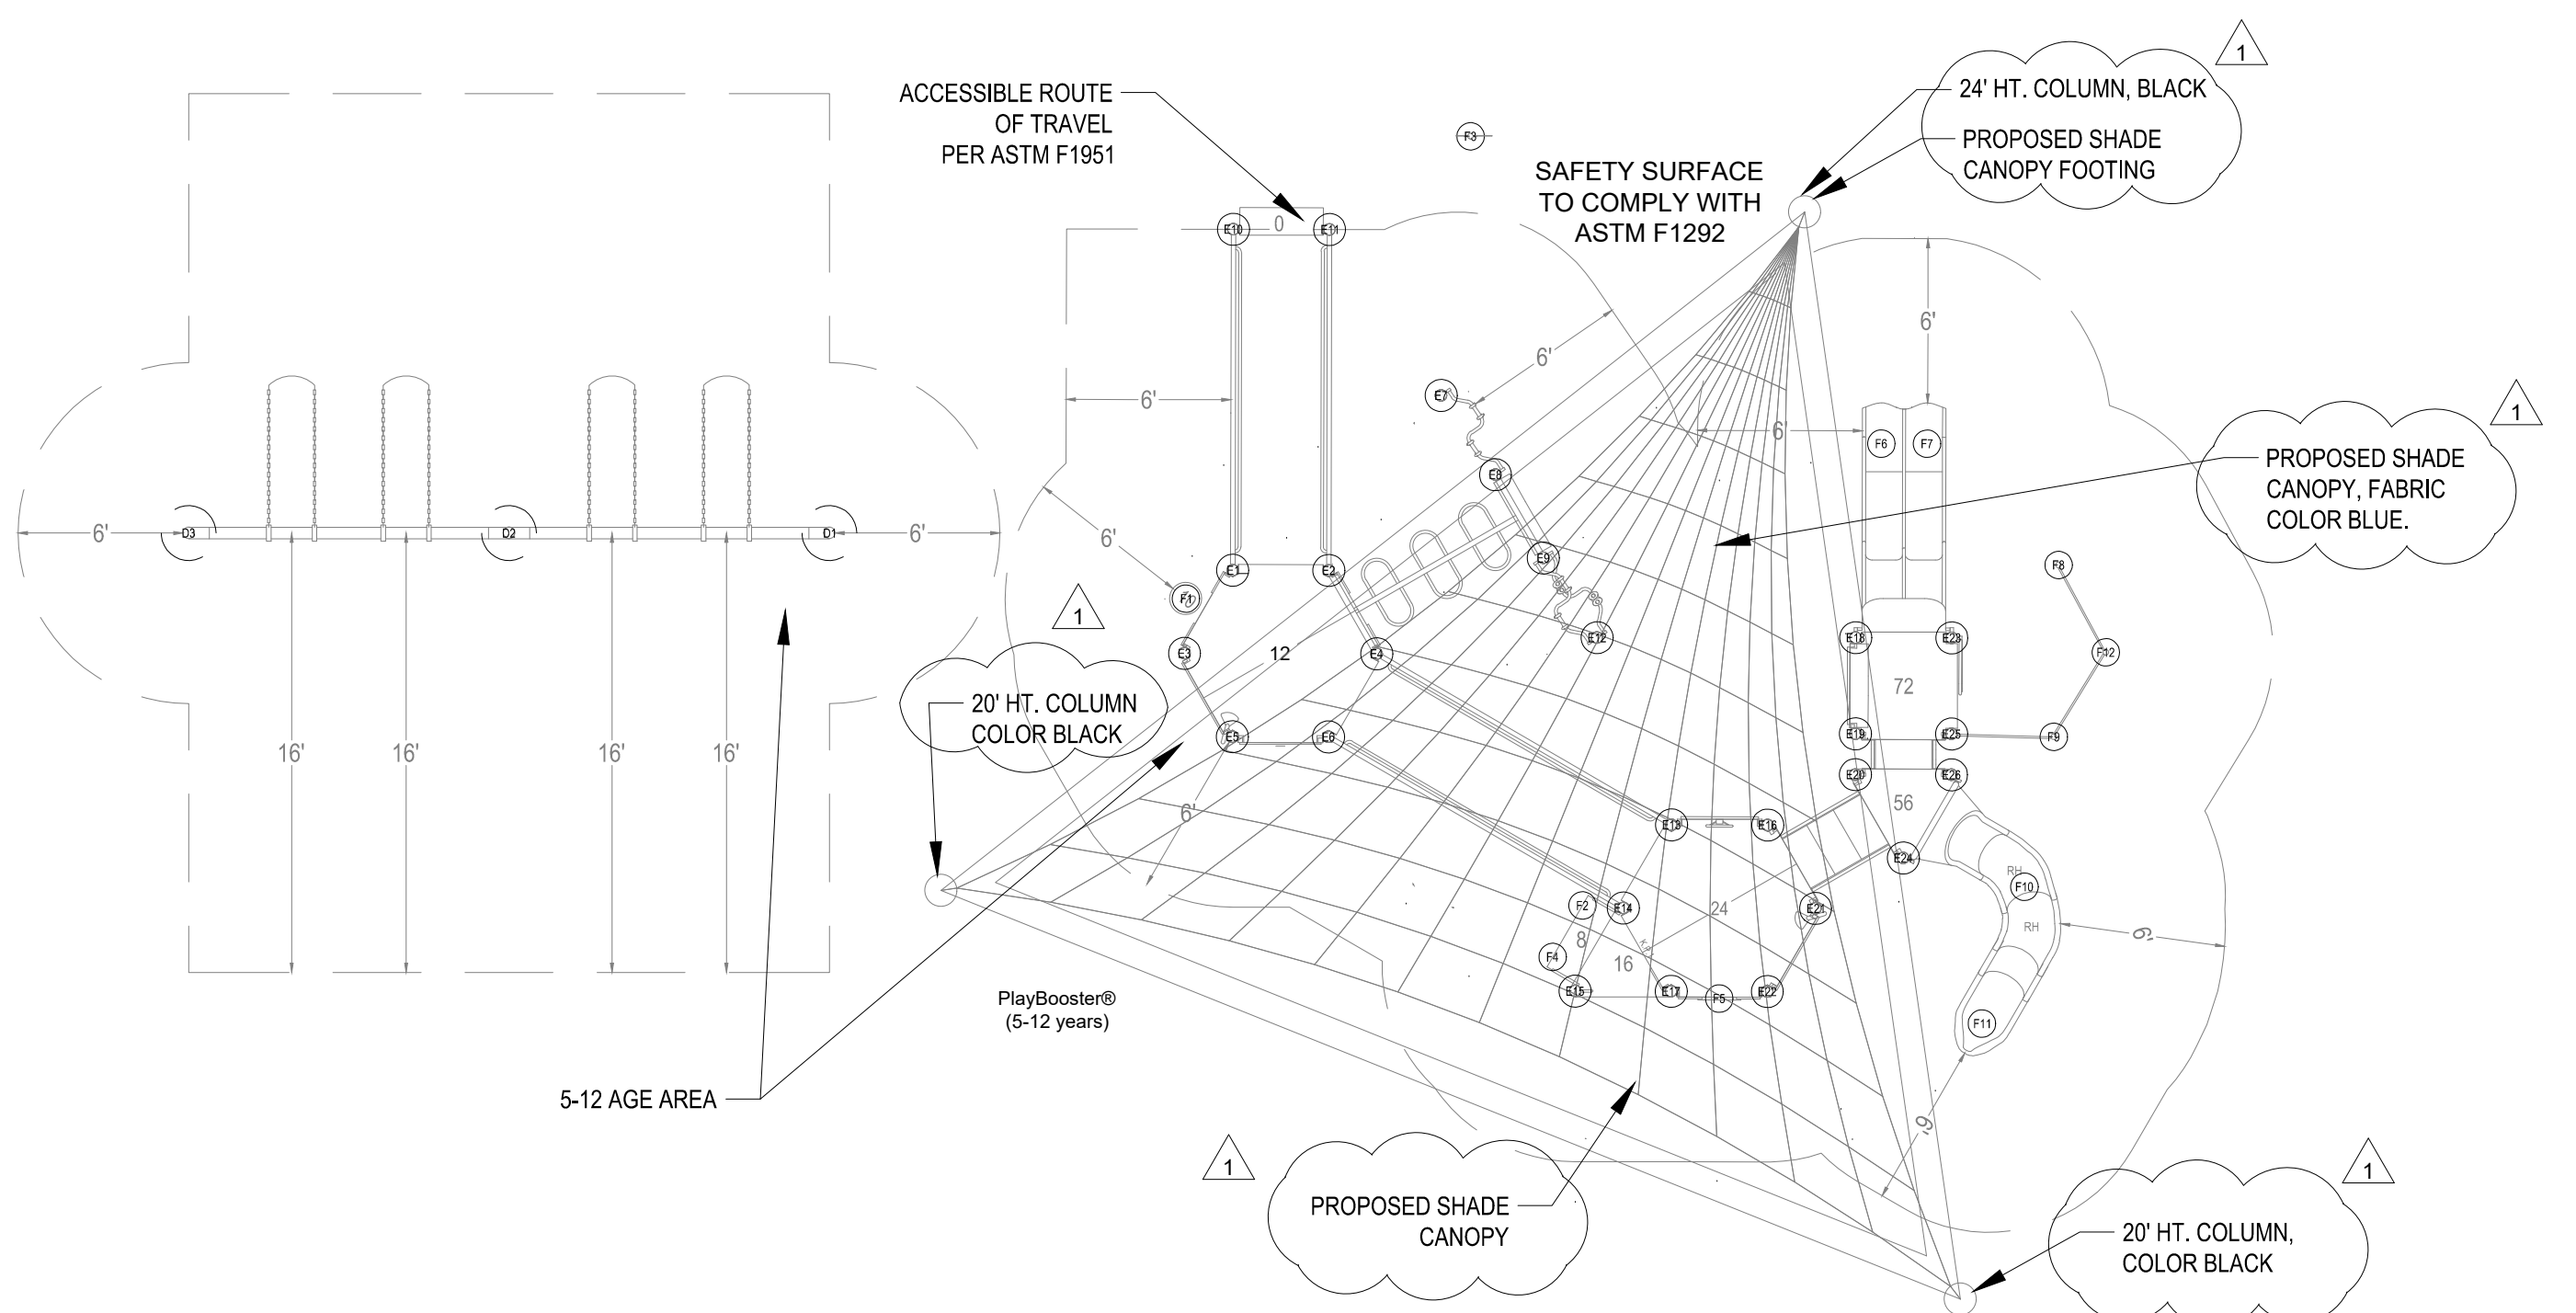 1
24' HT. COLUMN, BLACK
PROPOSED SHADE
CANOPY FOOTING
ACCESSIBLE ROUTE
OF TRAVEL
PER ASTM F1951
F3
SAFETY SURFACE
TO COMPLY WITH
ASTM F1292
E10
0
E11
6'
6'
6'
E7
6'
F6
F7
1
PROPOSED SHADE
CANOPY, FABRIC
COLOR BLUE.
E8
6'
D3
D2
D1
6'
6'
E9
E1
E2
F8
F1
1
E12
E18
E23
E3
12
E4
F12
72
20' HT. COLUMN
COLOR BLACK
E5
E6
E19
E25
F9
16'
16'
16'
16'
E20
E26
56
6'
E13
E16
E24
RH
F10
F2
E14
24
E21
RH
6'
8
K.P.
F4
16
E15
E17
F5
E22
F11
PlayBooster®
(5-12 years)
5-12 AGE AREA
6'
1
PROPOSED SHADE
CANOPY
1
20' HT. COLUMN,
COLOR BLACK